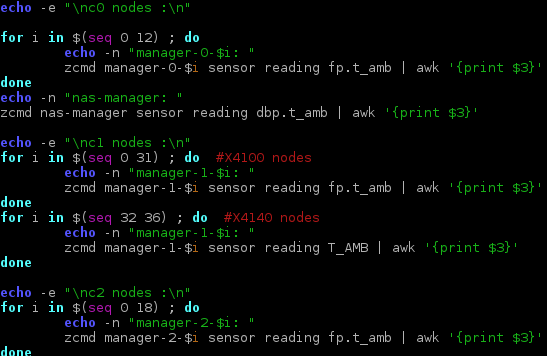 echo -e "\nc0 nodes :\n"

for i in $(seq 0 12) ; do
        echo -n "manager-0-$i: "
        zcmd manager-0-$i sensor reading fp.t_amb | awk '{print $3}'
done
echo -n "nas-manager: "
zcmd nas-manager sensor reading dbp.t_amb | awk '{print $3}'

echo -e "\nc1 nodes :\n"
for i in $(seq 0 31) ; do  #X4100 nodes
        echo -n "manager-1-$i: "
        zcmd manager-1-$i sensor reading fp.t_amb | awk '{print $3}'
done
for i in $(seq 32 36) ; do  #X4140 nodes
        echo -n "manager-1-$i: "
        zcmd manager-1-$i sensor reading T_AMB | awk '{print $3}'
done

echo -e "\nc2 nodes :\n"
for i in $(seq 0 18) ; do
        echo -n "manager-2-$i: "
        zcmd manager-2-$i sensor reading fp.t_amb | awk '{print $3}'
done